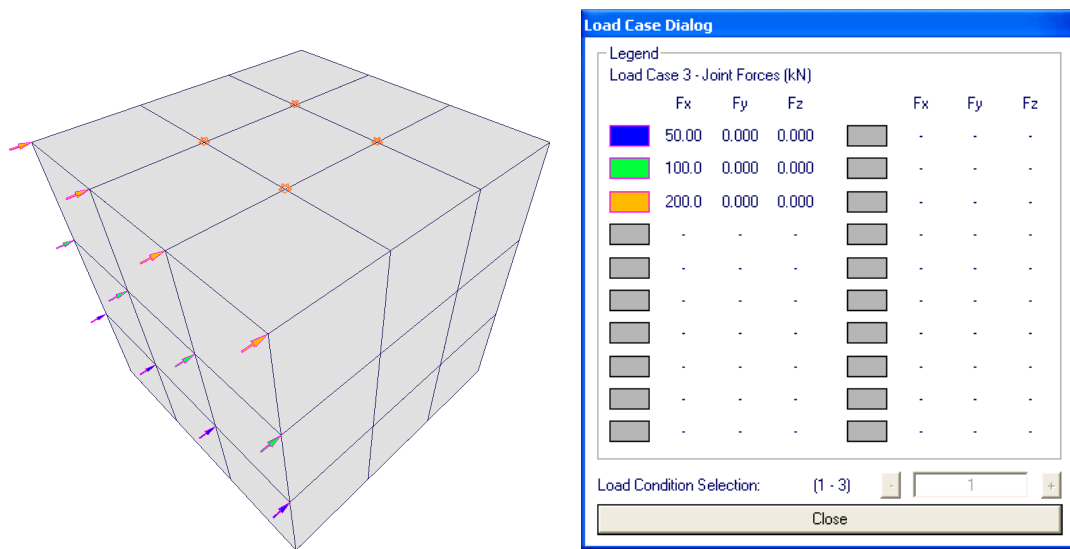 Load Case Dialog
Legend
Load Case 3 - Joint Forces (kN)
Fx Fy Fz Fx Fy Fz
50.00 0.000 0.000 - - -
100.0 0.000 0.000 - - -
200.0 0.000 0.000 - - -
- - - - - -
- - - - - -
- - - - - -
- - - - - -
- - - - - -
- - - - - -
- - - - - -
Load Condition Selection: (1 - 3) - 1 +
Close